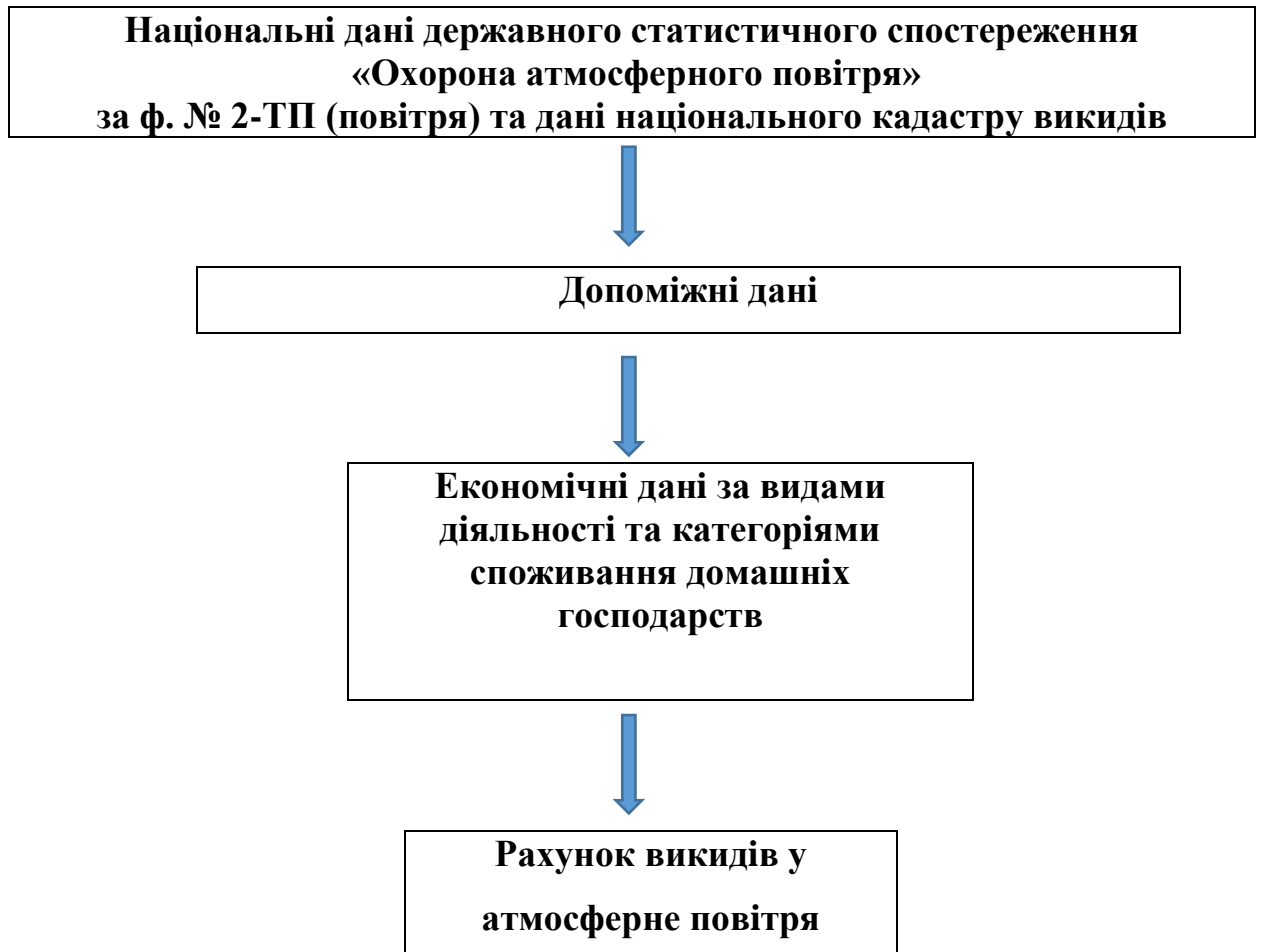 Національні дані державного статистичного спостереження
«Охорона атмосферного повітря»
за ф. № 2-ТП (повітря) та дані національного кадастру викидів
Допоміжні дані
Економічні дані за видами
діяльності та категоріями
споживання домашніх
господарств
Рахунок викидів у
атмосферне повітря